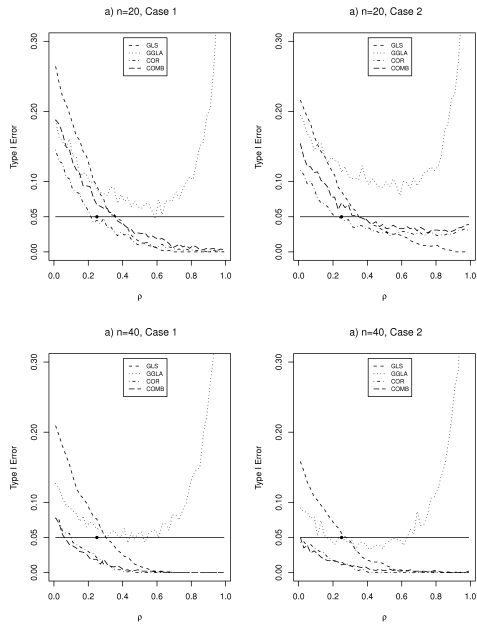 a) n=20, Case 1
Type I Error
0.00 0.05 0.10 0.20 0.30
GLS
GGLA
COR
COMB
0.0 0.2 0.4 0.6 0.8 1.0
ρ
a) n=20, Case 2
Type I Error
0.00 0.05 0.10 0.20 0.30
GLS
GGLA
COR
COMB
0.0 0.2 0.4 0.6 0.8 1.0
ρ
a) n=40, Case 1
Type I Error
0.00 0.05 0.10 0.20 0.30
GLS
GGLA
COR
COMB
0.0 0.2 0.4 0.6 0.8 1.0
ρ
a) n=40, Case 2
Type I Error
0.00 0.05 0.10 0.20 0.30
GLS
GGLA
COR
COMB
0.0 0.2 0.4 0.6 0.8 1.0
ρ